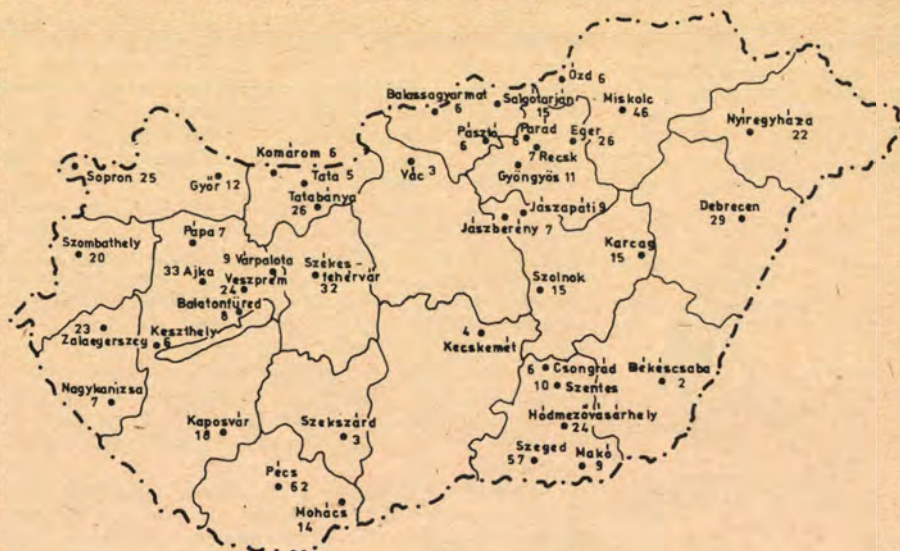 Ózd 6
Balassagyarmat
6
Salgótarján
15
Miskolc
46
Nyíregyháza
22
Pásztó
6
Parád
6
Eger
26
7 Recsk
Gyöngyös 11
Komárom 6
Tata 5
Tatabánya
26
Vác 3
Sopron 25
Győr 12
Jászapáti 9
Jászberény 7
Debrecen
29
Szombathely
20
Pápa 7
Karcag
15
9 Várpalota
33 Ajka
Veszprém
24
Székes-
fehérvár
32
Szolnok
15
Balatonfüred
8
23
Zalaegerszeg
Keszthely
6
4
Kecskemét
6 Csongrád
10 Szentes
Békéscsaba
2
Nagykanizsa
7
Kaposvár
18
Szekszárd
3
Hódmezővásárhely
24
Szeged
57
Makó
9
Pécs
62
Mohács
14